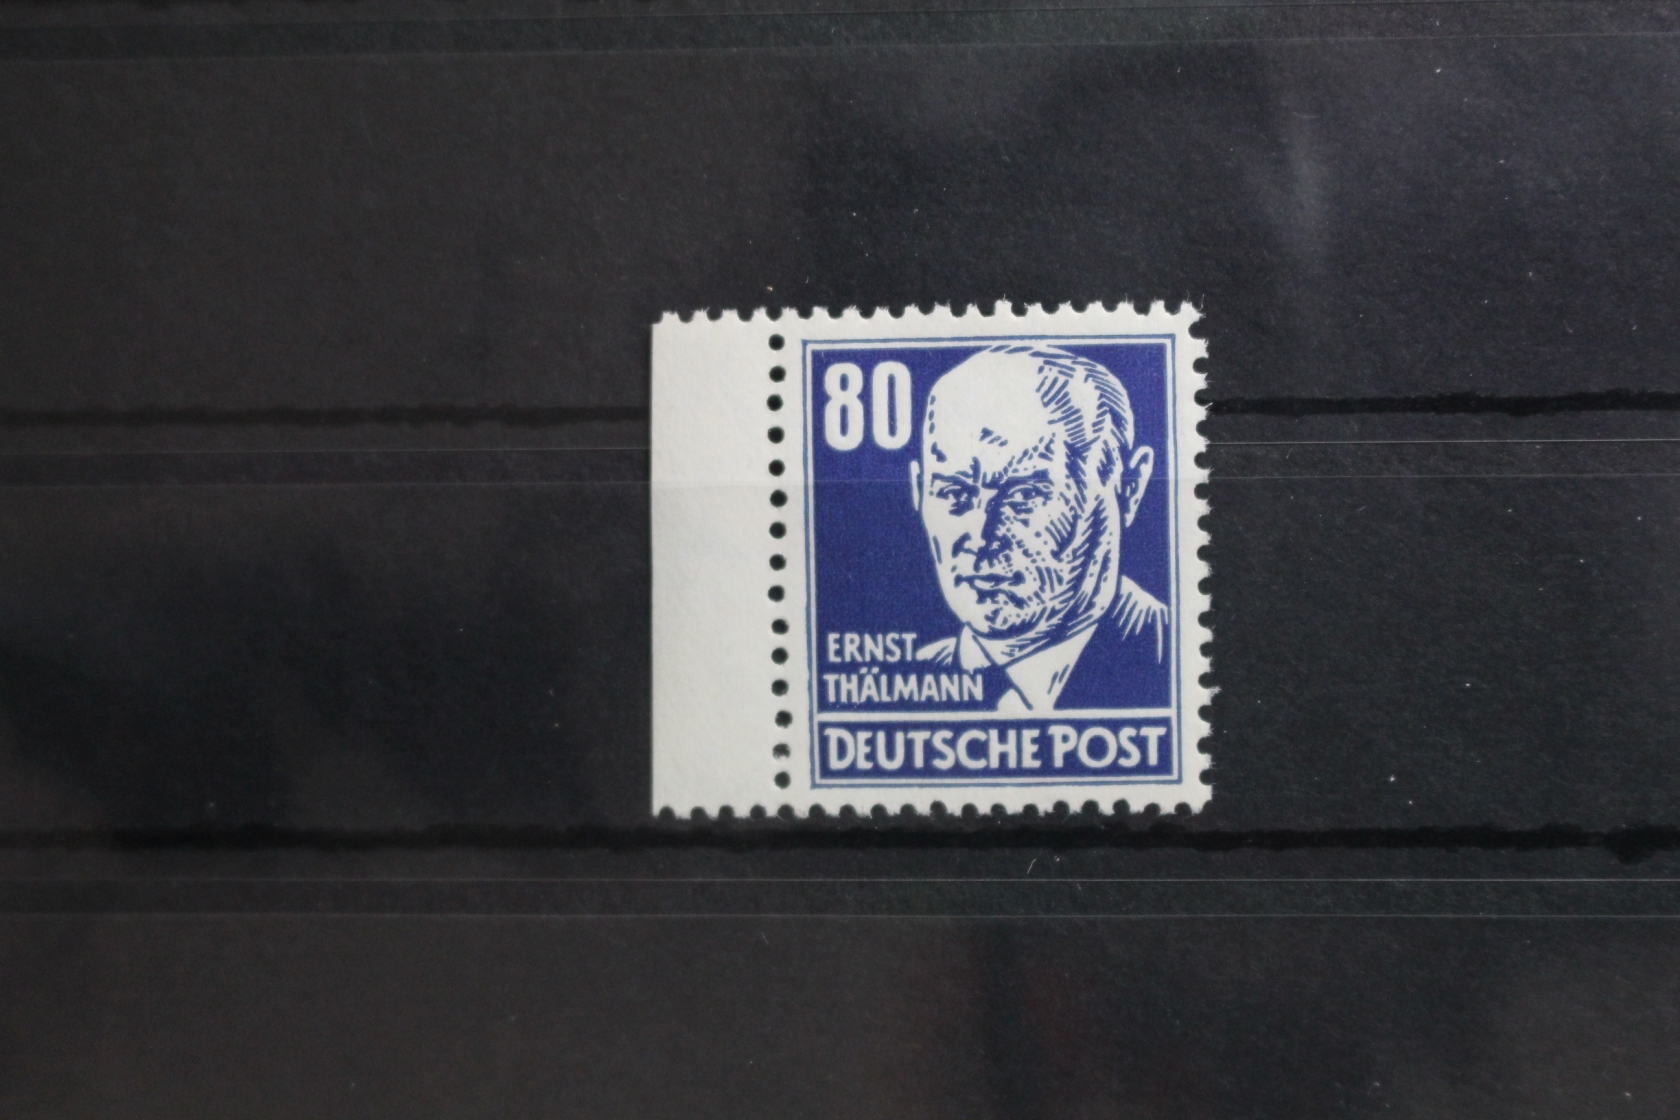 80
ERNST
THÄLMANN
DEUTSCHE POST